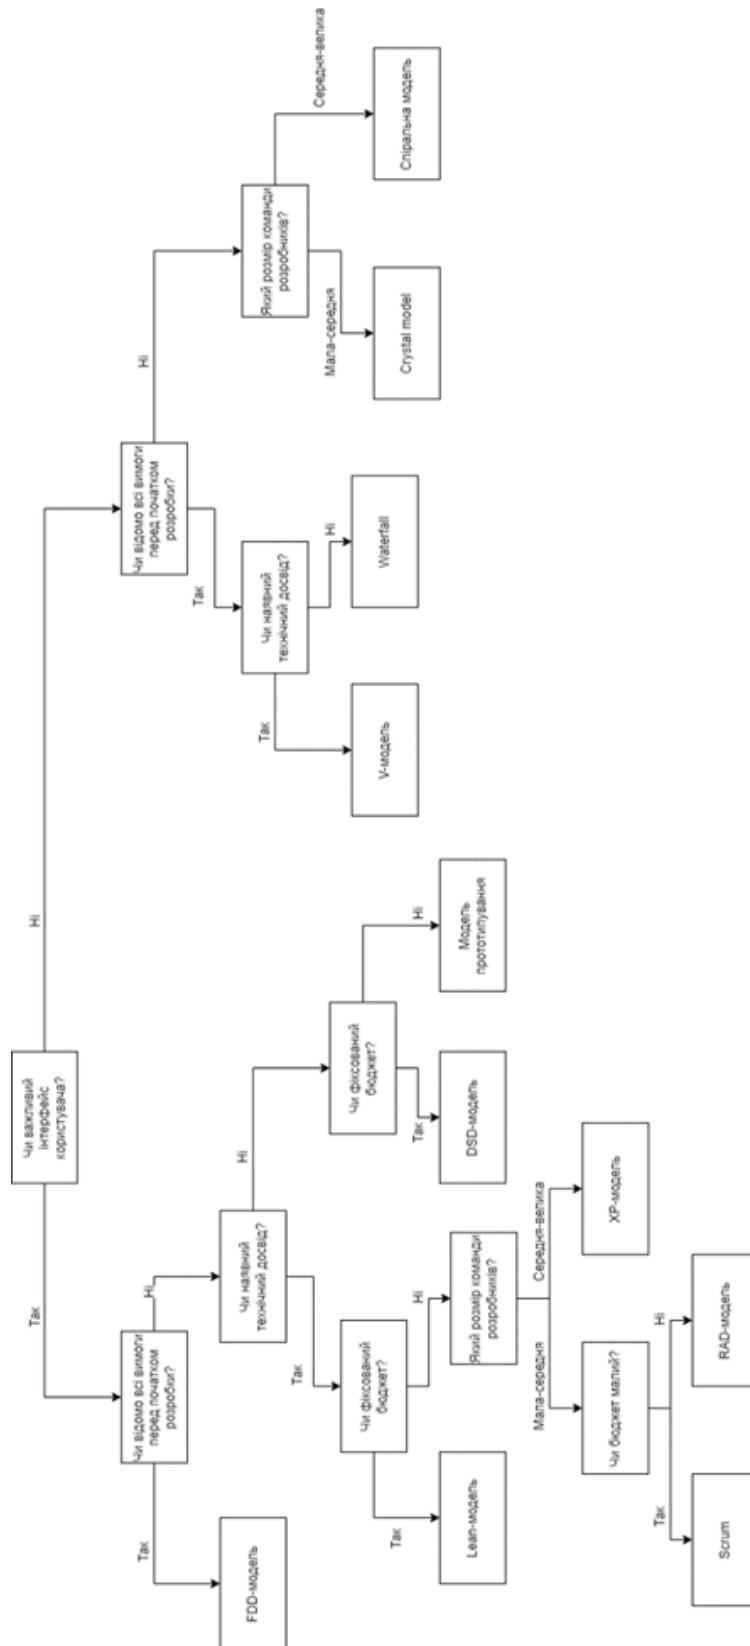 Чи важливий
інтерфейс
користувача?
Так
Ні
Чи відомо всі вимоги
перед початком
розробки?
Так
Ні
FDD-модель
Чи наявний
технічний досвід?
Так
Ні
Чи фіксований
бюджет?
Так
Ні
Lean-модель
Який розмір команди
розробників?
Мала-середня
Середня-велика
Чи бюджет малий?
Так
Ні
Scrum
RAD-модель
XP-модель
Чи фіксований
бюджет?
Так
Ні
DSD-модель
Модель
прототипування
Чи відомо всі вимоги
перед початком
розробки?
Так
Ні
Чи наявний
технічний досвід?
Так
Ні
V-модель
Waterfall
Який розмір команди
розробників?
Мала-середня
Середня-велика
Crystal model
Спіральна модель